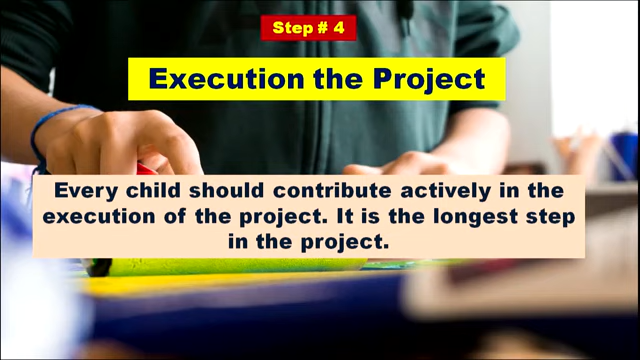 Step # 4
Execution the Project
Every child should contribute actively in the
execution of the project. It is the longest step
in the project.